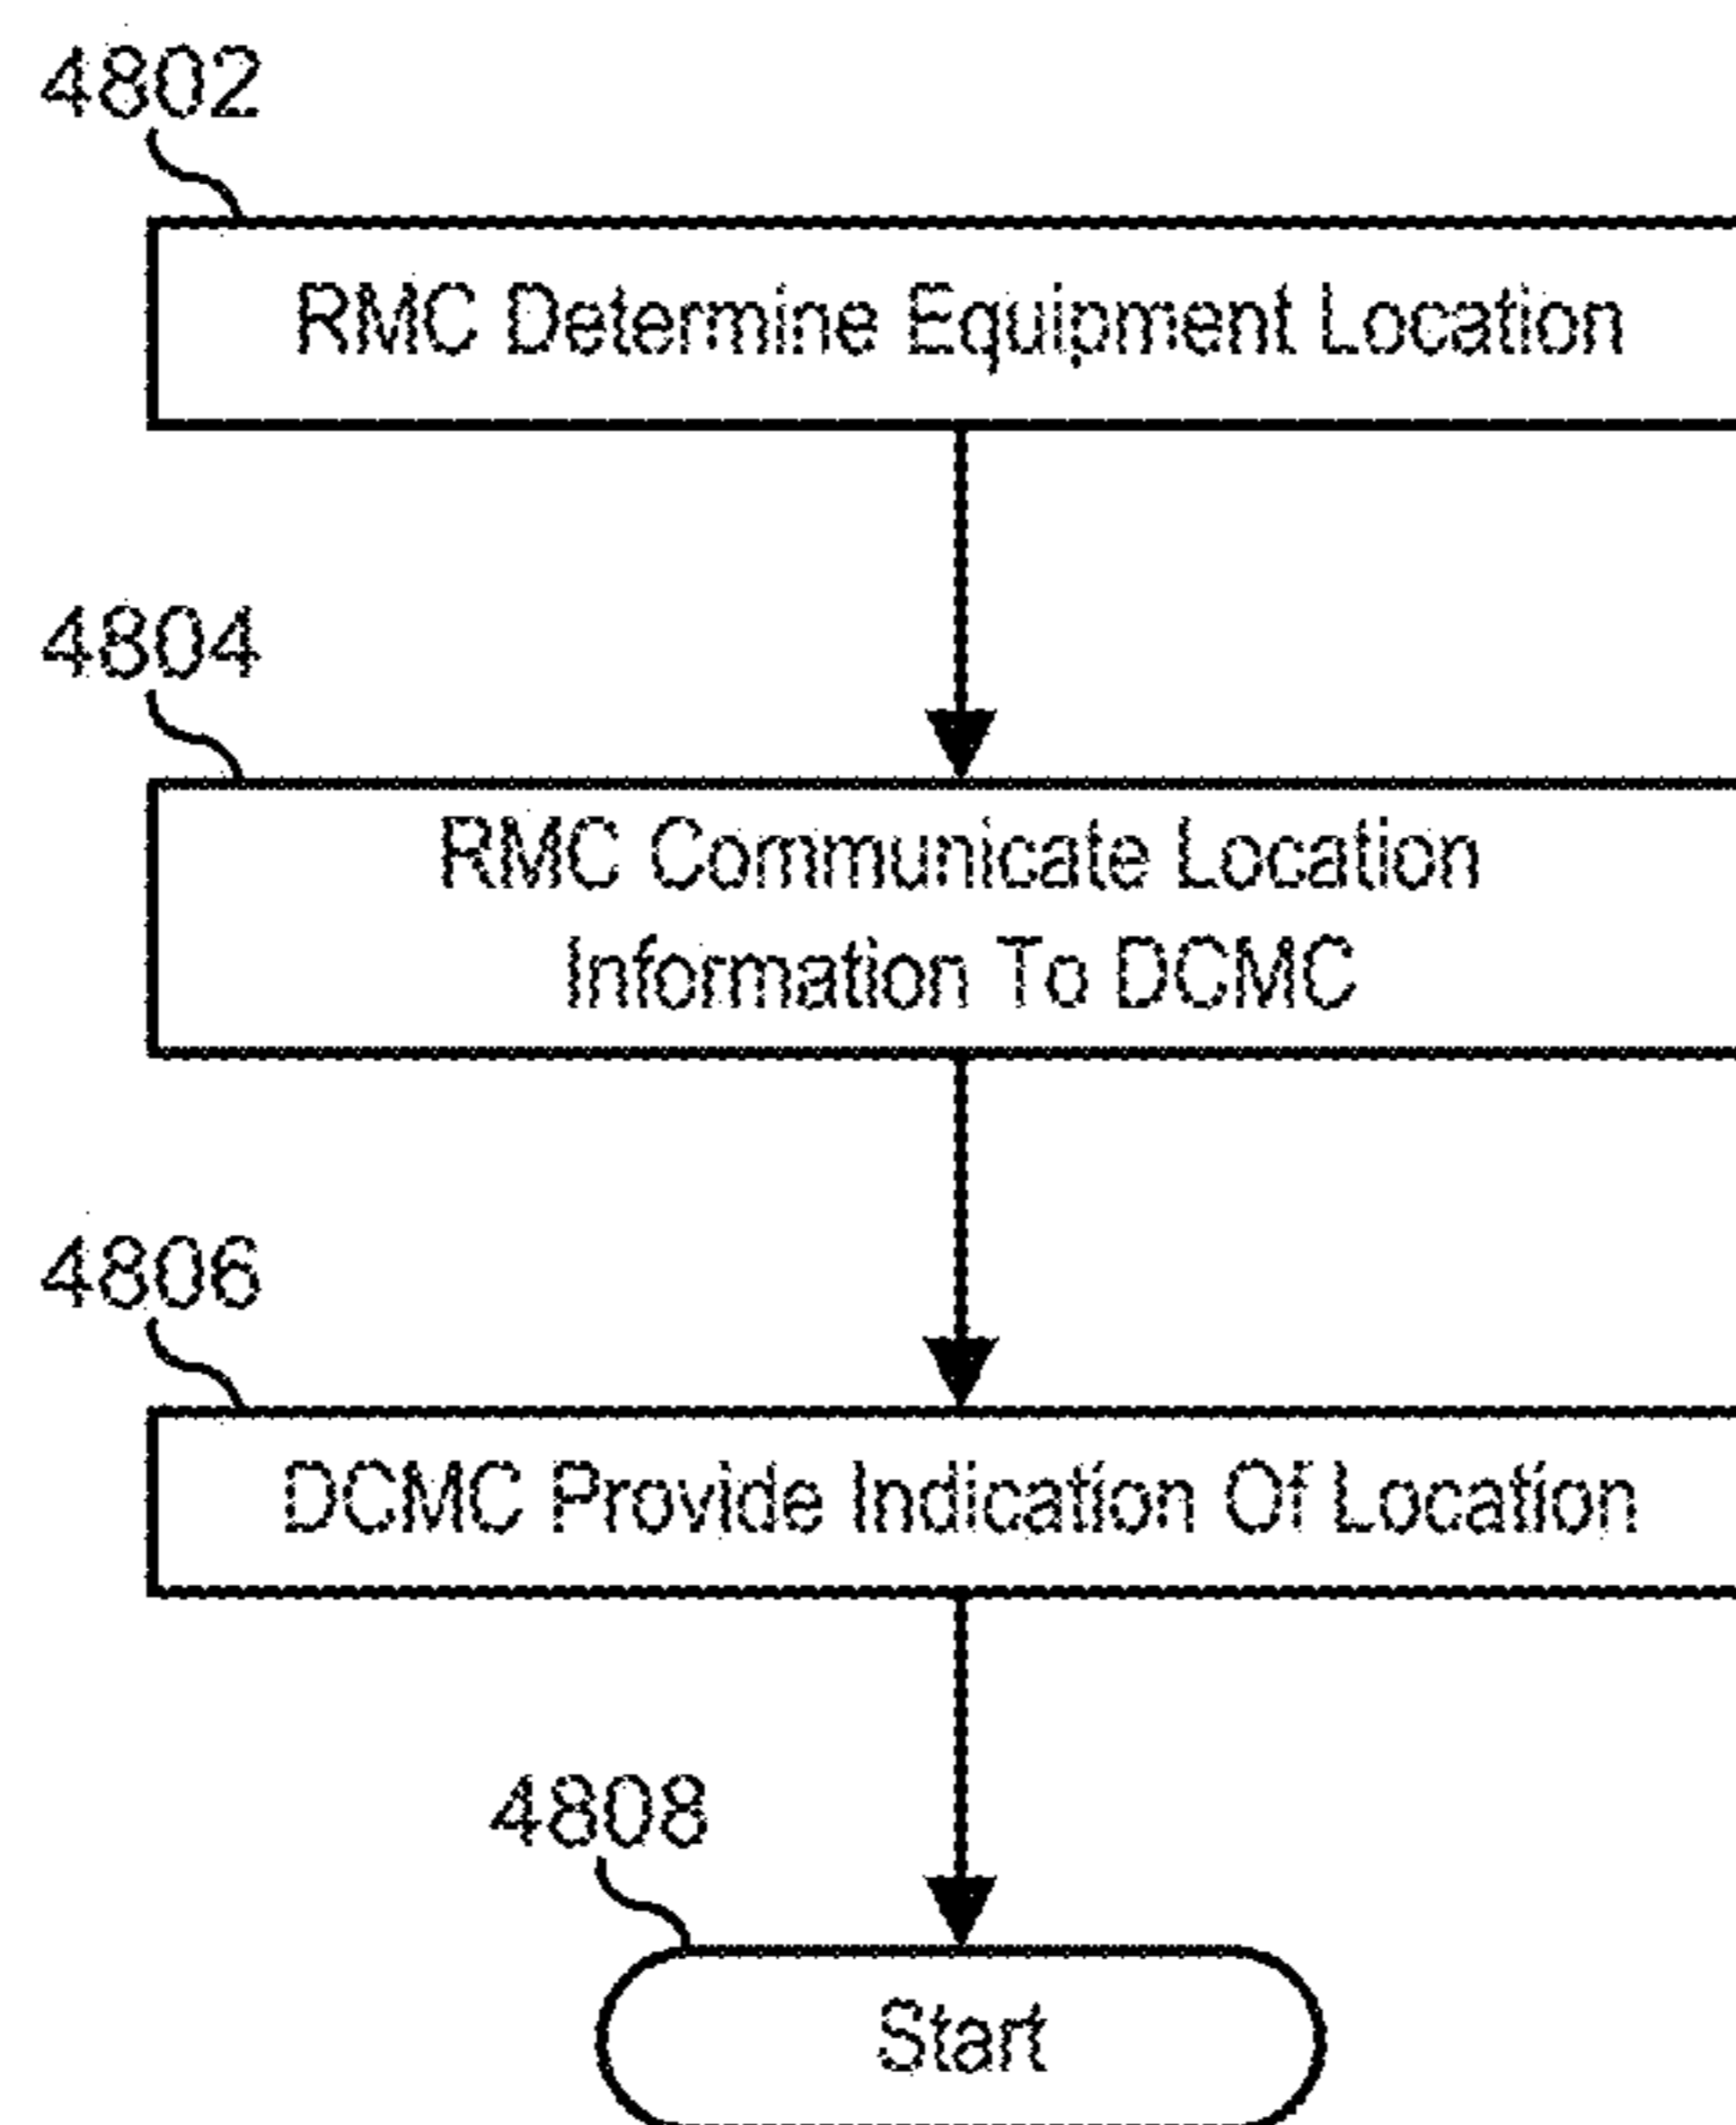 4802
RMC Determine Equipment Location
4804
RMC Communicate Location
Information To DCMC
4806
DCMC Provide Indication Of Location
4808
Start